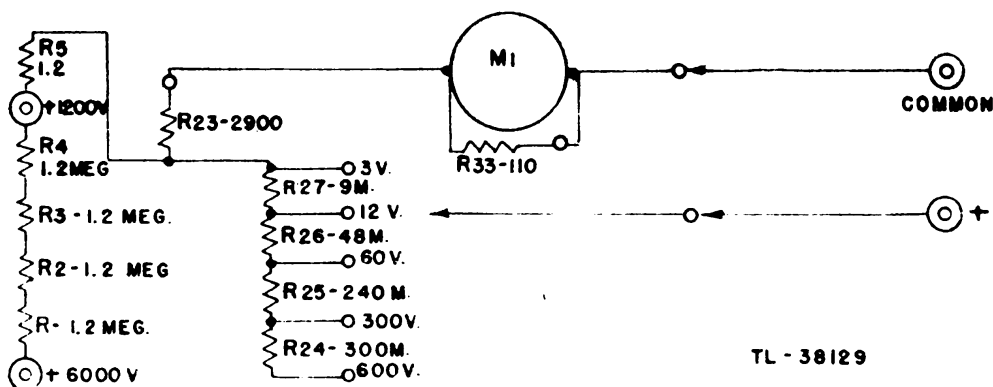 R5
1.2
+1200V
R4
1.2MEG
R3-1.2 MEG.
R2-1.2 MEG
R- 1.2 MEG.
+ 6000 V
R23-2900
3V.
R27-9M.
12 V.
R26-48M.
60V.
R25-240 M.
300V.
R24-300M.
600V.
M1
R33-110
COMMON
+
TL-38129